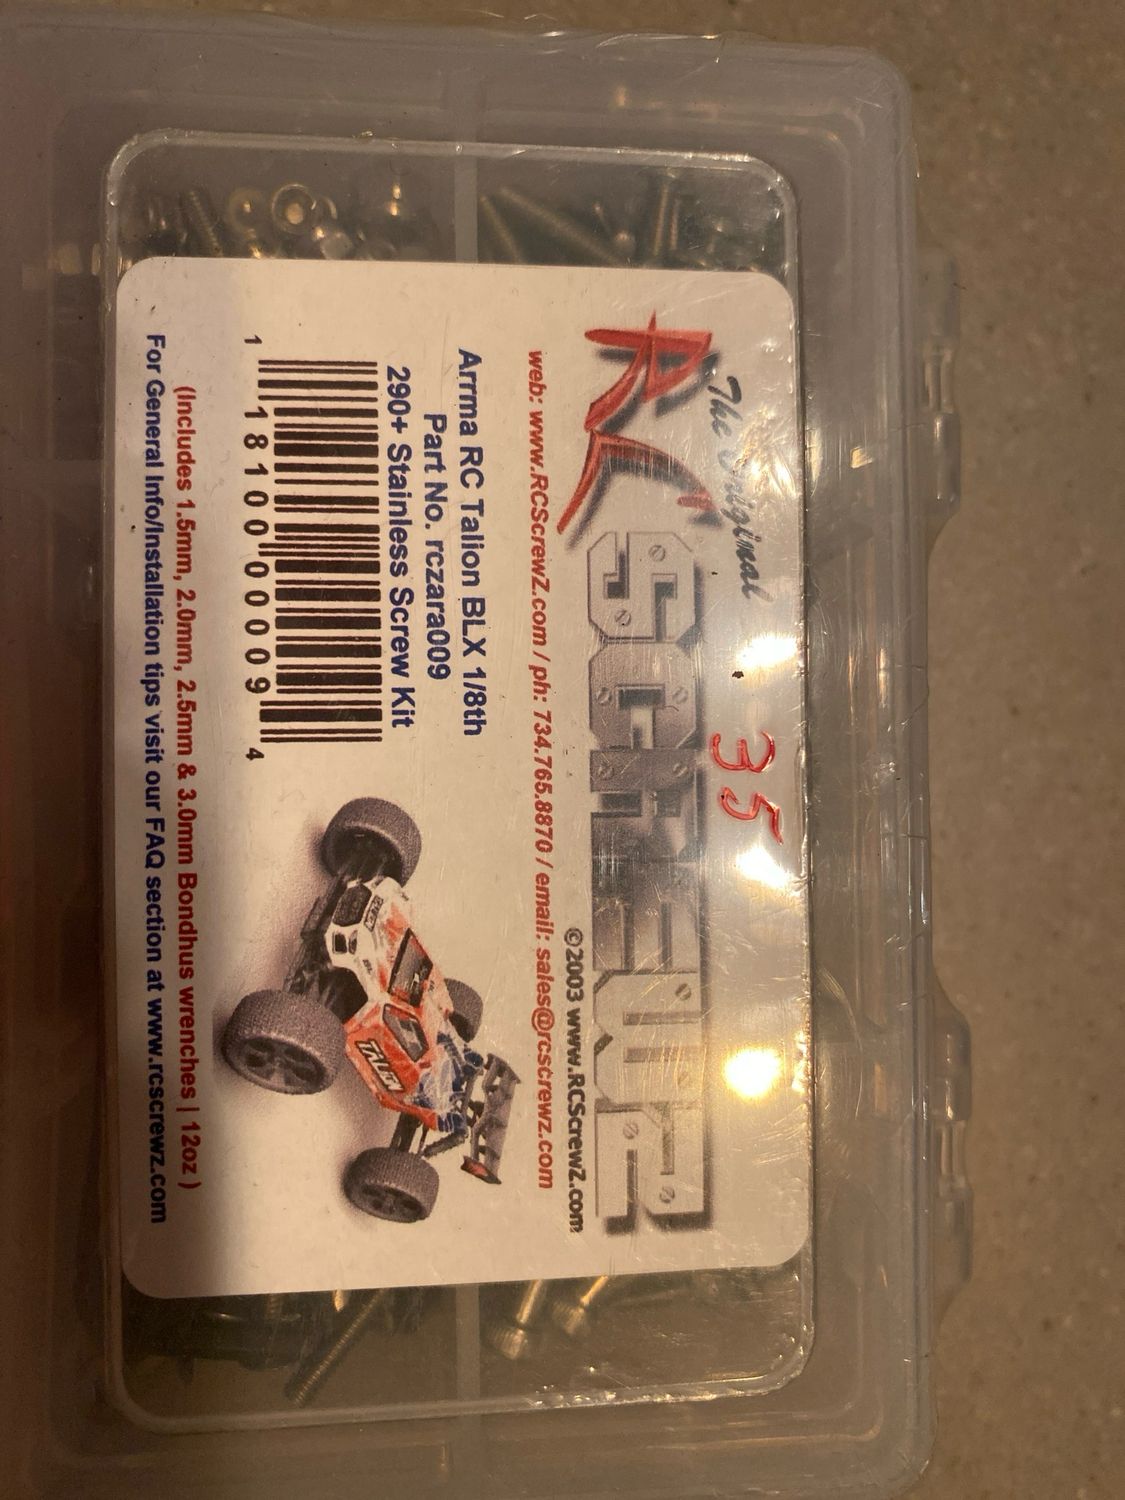 The Original 35
RC SCREWZ
©2003 www.RCScrewZ.com
web: www.RCScrewZ.com / ph: 734.765.8870 / email: sales@rcscrewz.com
Arrma RC Talion BLX 1/8th
Part No. rczara009
290+ Stainless Screw Kit
1 18100 00009 4
TALION
(Includes 1.5mm, 2.0mm, 2.5mm & 3.0mm Bondhus wrenches | 12oz )
For General Info/Installation tips visit our FAQ section at www.rcscrewz.com